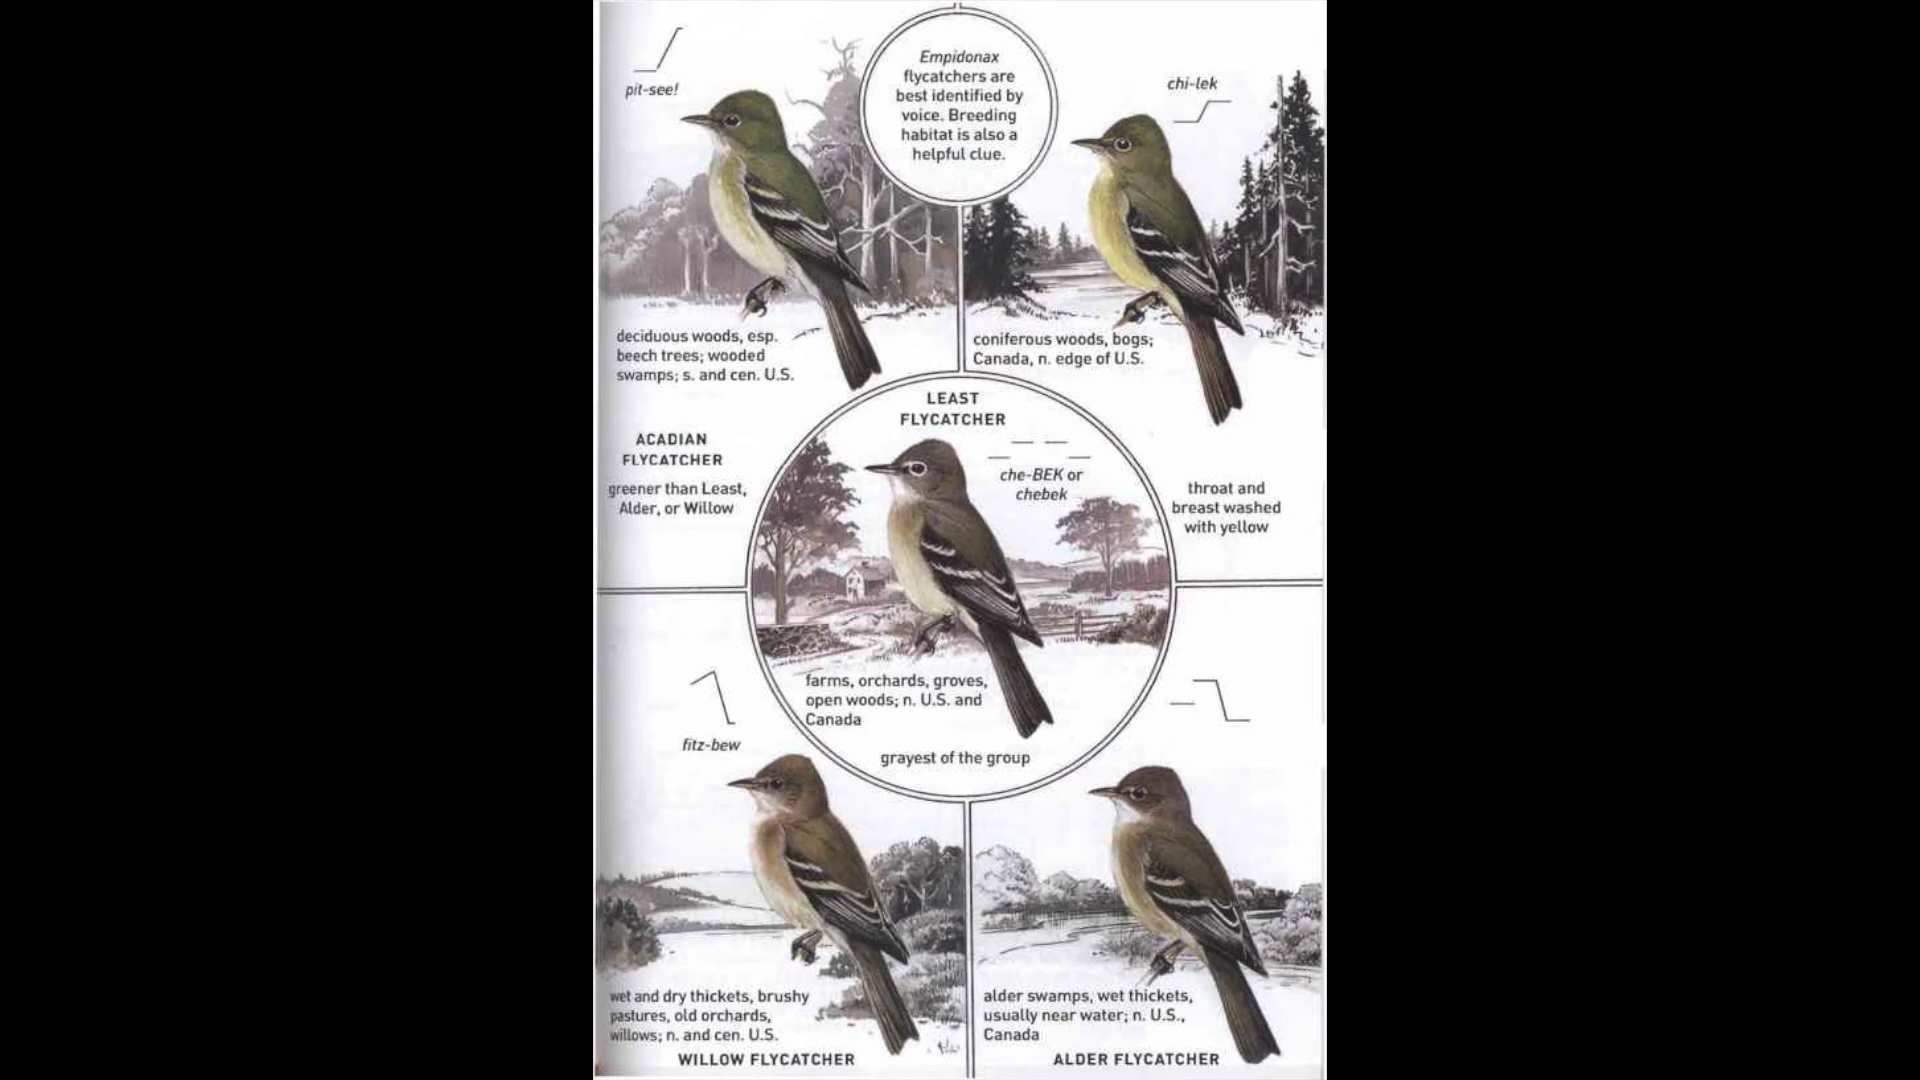 pit-see!
Empidonax
flycatchers are
best identified by
voice. Breeding
habitat is also a
helpful clue.
chi-lek
deciduous woods, esp.
beech trees; wooded
swamps; s. and cen. U.S.
coniferous woods, bogs;
Canada, n. edge of U.S.
ACADIAN
FLYCATCHER
greener than Least,
Alder, or Willow
LEAST
FLYCATCHER
che-BEK or
chebek
throat and
breast washed
with yellow
farms, orchards, groves,
open woods; n. U.S. and
Canada
grayest of the group
fitz-bew
wet and dry thickets, brushy
pastures, old orchards,
willows; n. and cen. U.S.
WILLOW FLYCATCHER
alder swamps, wet thickets,
usually near water; n. U.S.,
Canada
ALDER FLYCATCHER